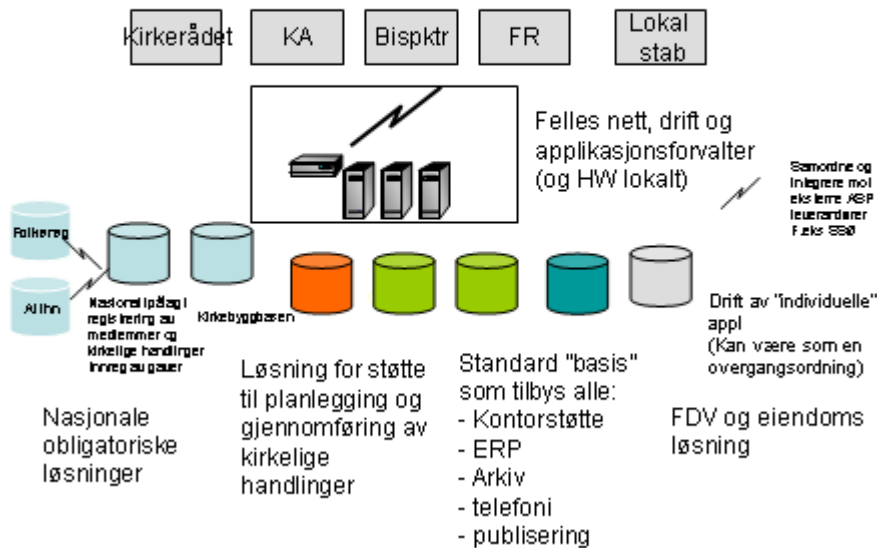 Kirkerådet
KA
Bispktr
FR
Lokal
stab
Felles nett, drift og
applikasjonsforvalter
(og HW lokalt)
Samordne og
integrere mot
eksterne ASP
leverandører
F.eks SSØ
Folkereg
Altinn
Nasjonalt pålagt
registrering av
medlemmer og
kirkelige handlinger
Innreg av gaver
Kirkebyggbasen
Drift av "individuelle"
appl
(Kan være som en
overgangsordning)
Nasjonale
obligatoriske
løsninger
Løsning for støtte
til planlegging og
gjennomføring av
kirkelige
handlinger
Standard "basis"
som tilbys alle:
- Kontorstøtte
- ERP
- Arkiv
- telefoni
- publisering
FDV og eiendoms
løsning